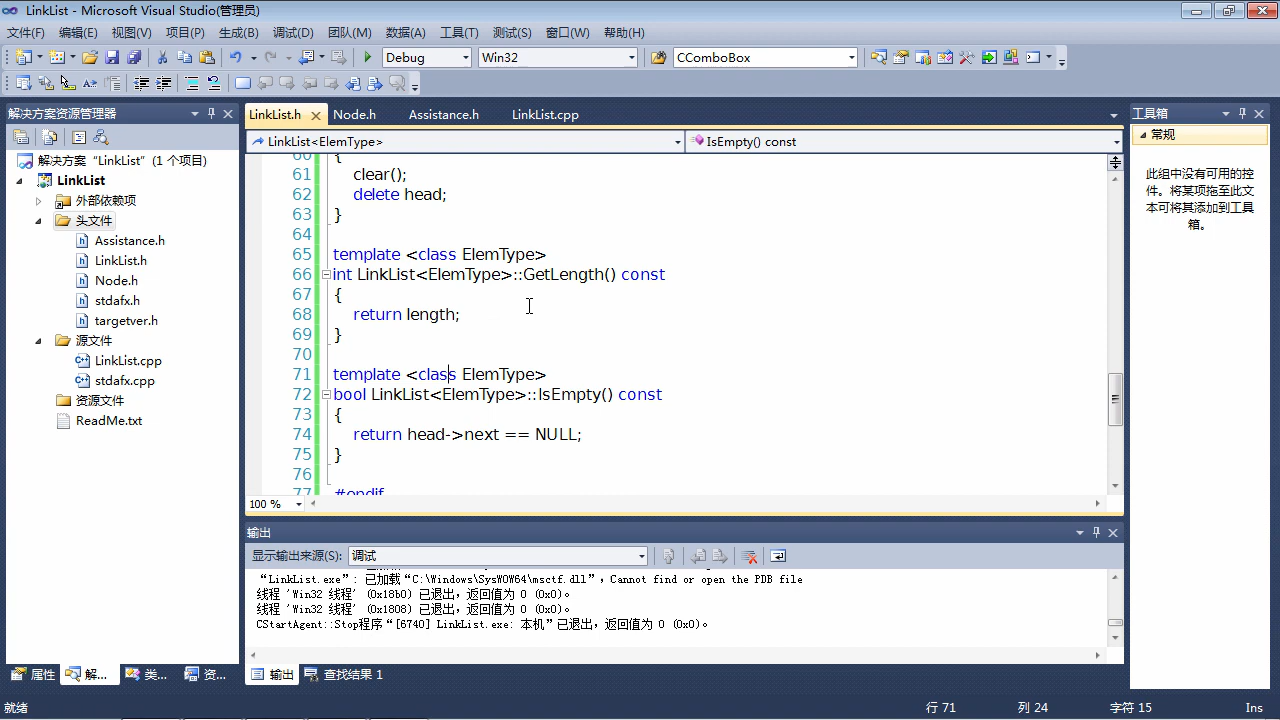 LinkList - Microsoft Visual Studio(管理员)
文件(F) 编辑(E) 视图(V) 项目(P) 生成(B) 调试(D) 团队(M) 数据(A) 工具(T) 测试(S) 窗口(W) 帮助(H)
Debug Win32 CComboBox
解决方案资源管理器
解决方案 “LinkList” (1 个项目)
LinkList
外部依赖项
头文件
Assistance.h
LinkList.h
Node.h
stdafx.h
targetver.h
源文件
LinkList.cpp
stdafx.cpp
资源文件
ReadMe.txt
属性 解... 类... 资...
LinkList.h Node.h Assistance.h LinkList.cpp
LinkList<ElemType> IsEmpty() const
60 {
61 clear();
62 delete head;
63 }
64
65 template <class ElemType>
66 int LinkList<ElemType>::GetLength() const
67 {
68 return length;
69 }
70
71 template <class ElemType>
72 bool LinkList<ElemType>::IsEmpty() const
73 {
74 return head->next == NULL;
75 }
76
77 #endif
100 %
输出
显示输出来源(S): 调试
“LinkList.exe”: 已加载“C:\Windows\SysWOW64\msctf.dll”，Cannot find or open the PDB file
线程 'Win32 线程' (0x18b0) 已退出，返回值为 0 (0x0)。
线程 'Win32 线程' (0x1808) 已退出，返回值为 0 (0x0)。
CStartAgent::Stop程序“[6740] LinkList.exe: 本机”已退出，返回值为 0 (0x0)。
输出 查找结果 1
工具箱
常规
此组中没有可用的控
件。将某项拖至此文
本可将其添加到工具
箱。
就绪 行 71 列 24 字符 15 Ins